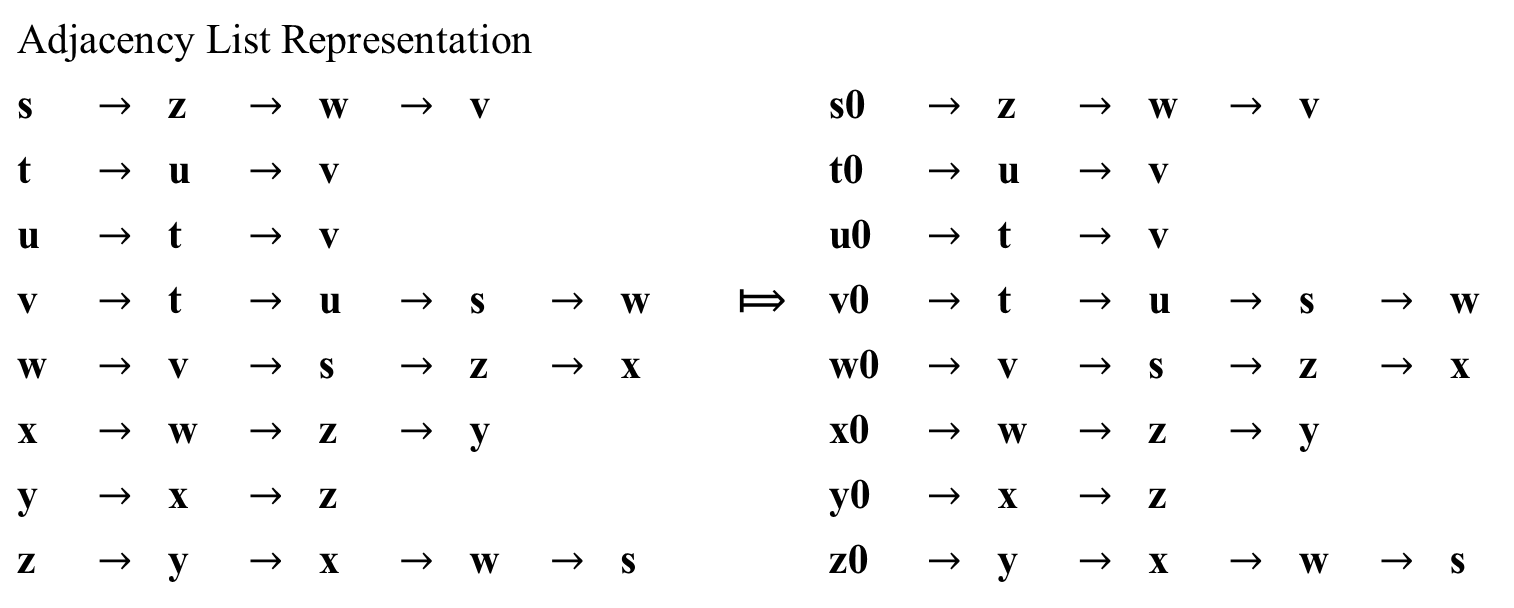 Adjacency List Representation
s → z → w → v s0 → z → w → v
t → u → v t0 → u → v
u → t → v u0 → t → v
v → t → u → s → w ⤇ v0 → t → u → s → w
w → v → s → z → x w0 → v → s → z → x
x → w → z → y x0 → w → z → y
y → x → z y0 → x → z
z → y → x → w → s z0 → y → x → w → s